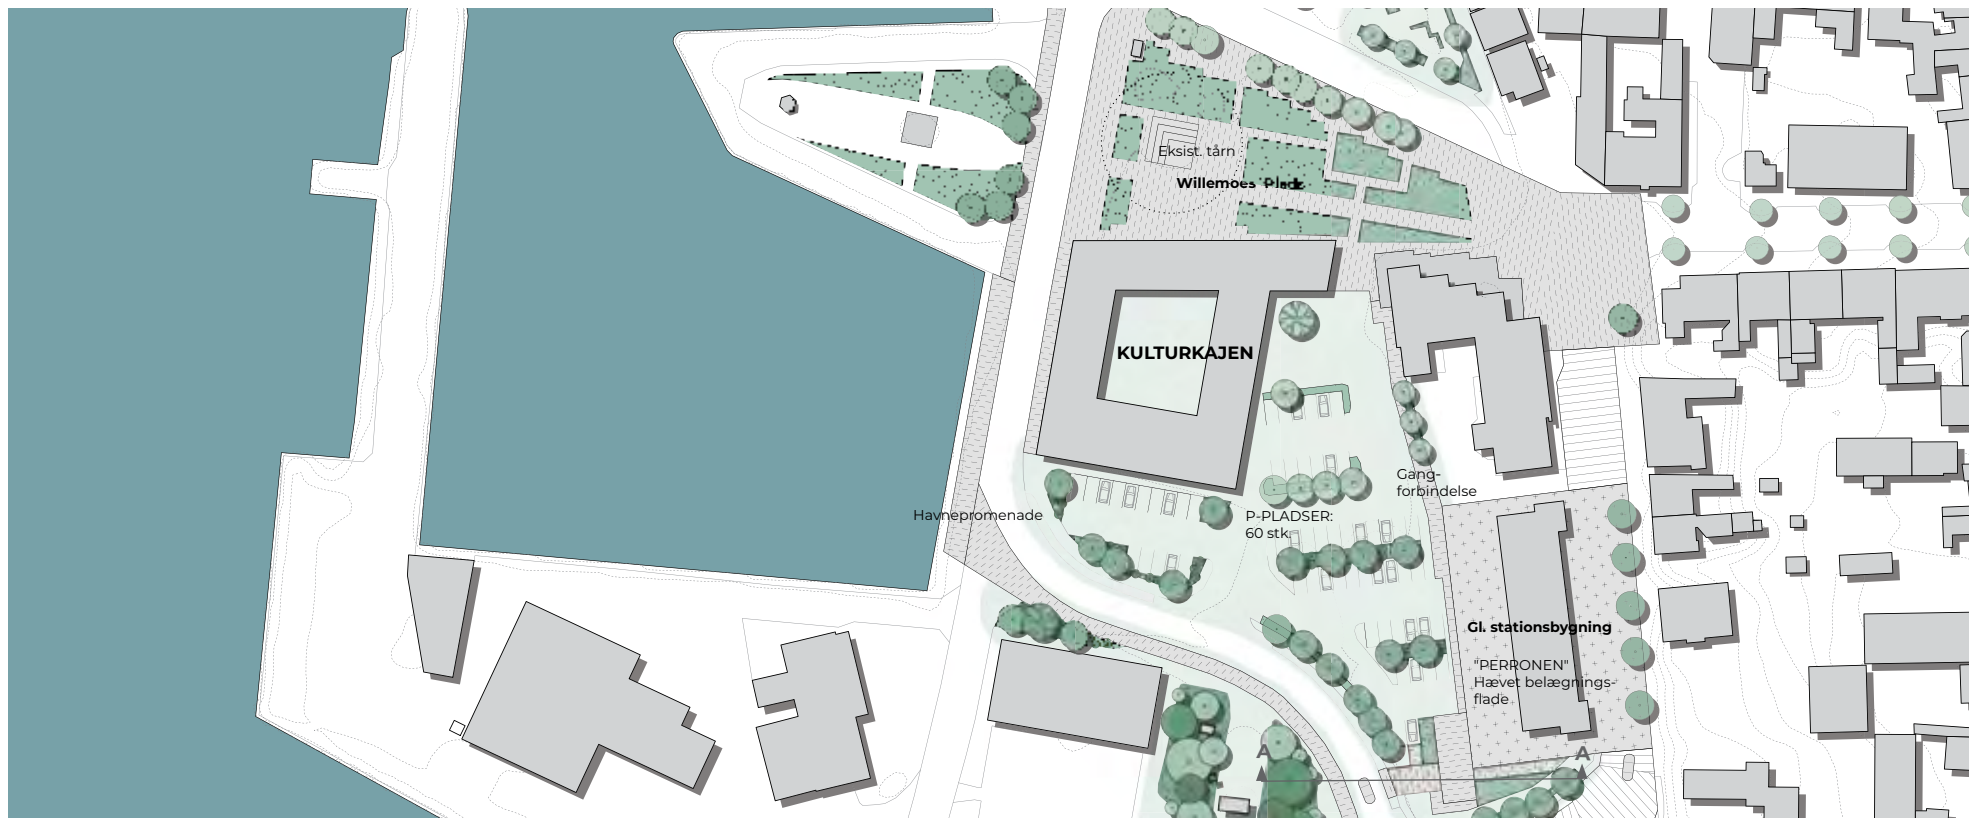 Eksist. tårn
Willemoes Plads
KULTURKAJEN
Gang-
forbindelse
Havnepromenade
P-PLADSER:
60 stk.
Gl. stationsbygning
"PERRONEN"
Hævet belægnings-
flade
A
A